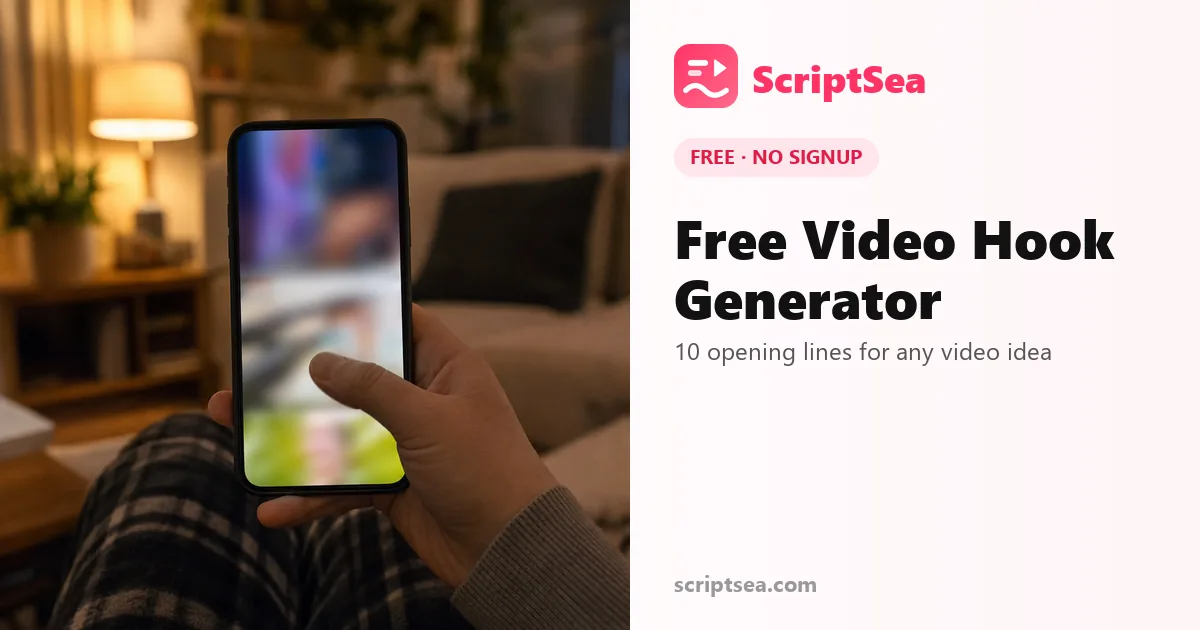 ScriptSea
FREE · NO SIGNUP
Free Video Hook
Generator
10 opening lines for any video idea
scriptsea.com